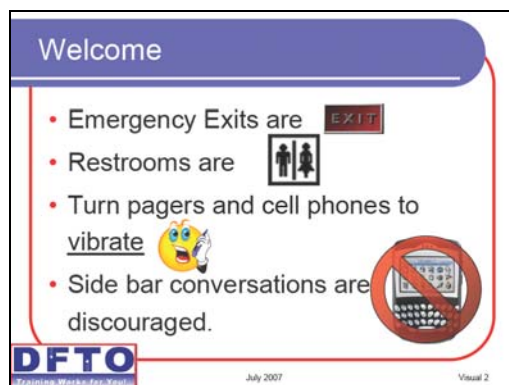 Welcome
• Emergency Exits are EXIT
• Restrooms are
• Turn pagers and cell phones to
vibrate
• Side bar conversations are
discouraged.
DFTO
Training Works for You!
July 2007
Visual 2